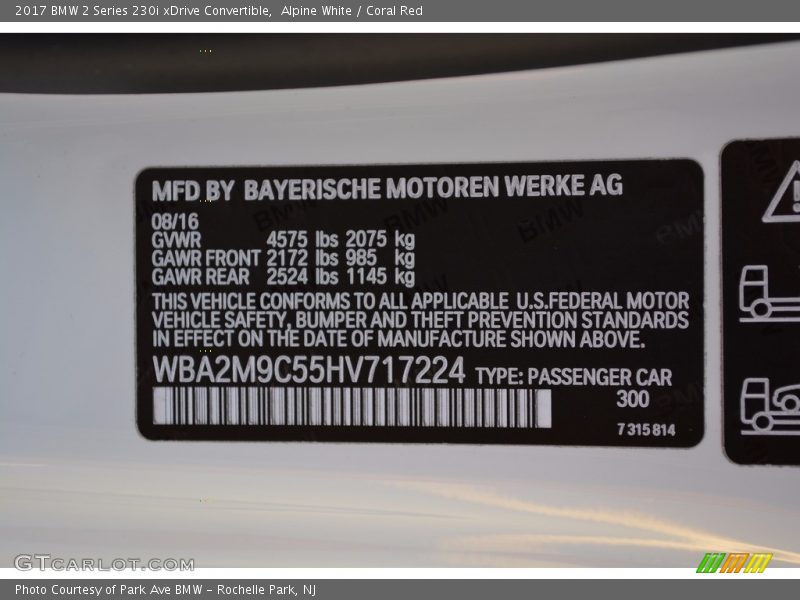 2017 BMW 2 Series 230i xDrive Convertible,  Alpine White / Coral Red
MFD BY BAYERISCHE MOTOREN WERKE AG
08/16
GVWR 4575 lbs 2075 kg
GAWR FRONT 2172 lbs 985 kg
GAWR REAR 2524 lbs 1145 kg
THIS VEHICLE CONFORMS TO ALL APPLICABLE U.S.FEDERAL MOTOR
VEHICLE SAFETY, BUMPER AND THEFT PREVENTION STANDARDS
IN EFFECT ON THE DATE OF MANUFACTURE SHOWN ABOVE.
WBA2M9C55HV717224 TYPE: PASSENGER CAR
300
7 315 814
GTCARLOT.COM
Photo Courtesy of Park Ave BMW - Rochelle Park, NJ